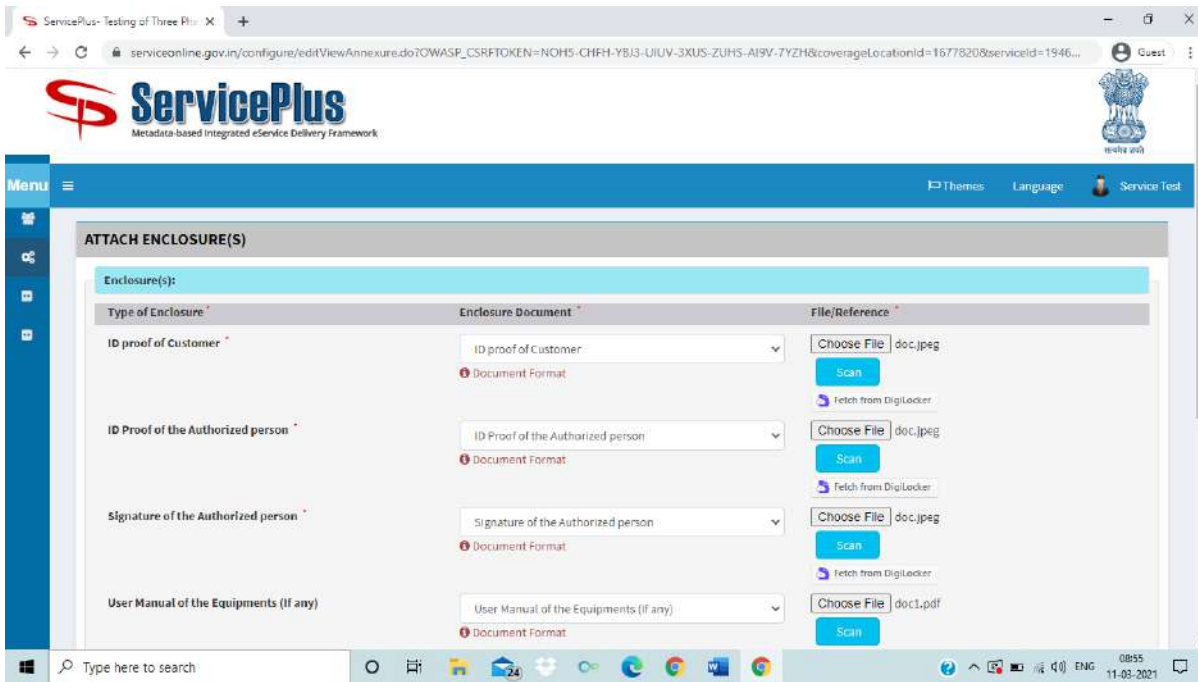 ServicePlus- Testing of Three Pha
serviceonline.gov.in/configure/editViewAnnexure.do?OWASP_CSRFTOKEN=NOH5-CHFH-YBJ3-UIUV-3XUS-ZUHS-AI9V-7YZH&coverageLocationId=1677820&serviceId=1946...
Guest
ServicePlus
Metadata-based Integrated eService Delivery Framework
सत्यमेव जयते
Menu
Themes Language Service Test
ATTACH ENCLOSURE(S)
Enclosure(s):
Type of Enclosure * Enclosure Document * File/Reference *
ID proof of Customer * ID proof of Customer Choose File doc.jpeg
Document Format Scan
Fetch from DigiLocker
ID Proof of the Authorized person * ID Proof of the Authorized person Choose File doc.jpeg
Document Format Scan
Fetch from DigiLocker
Signature of the Authorized person * Signature of the Authorized person Choose File doc.jpeg
Document Format Scan
Fetch from DigiLocker
User Manual of the Equipments (If any) User Manual of the Equipments (If any) Choose File doc1.pdf
Document Format Scan
Type here to search 24 ENG 08:55
11-03-2021